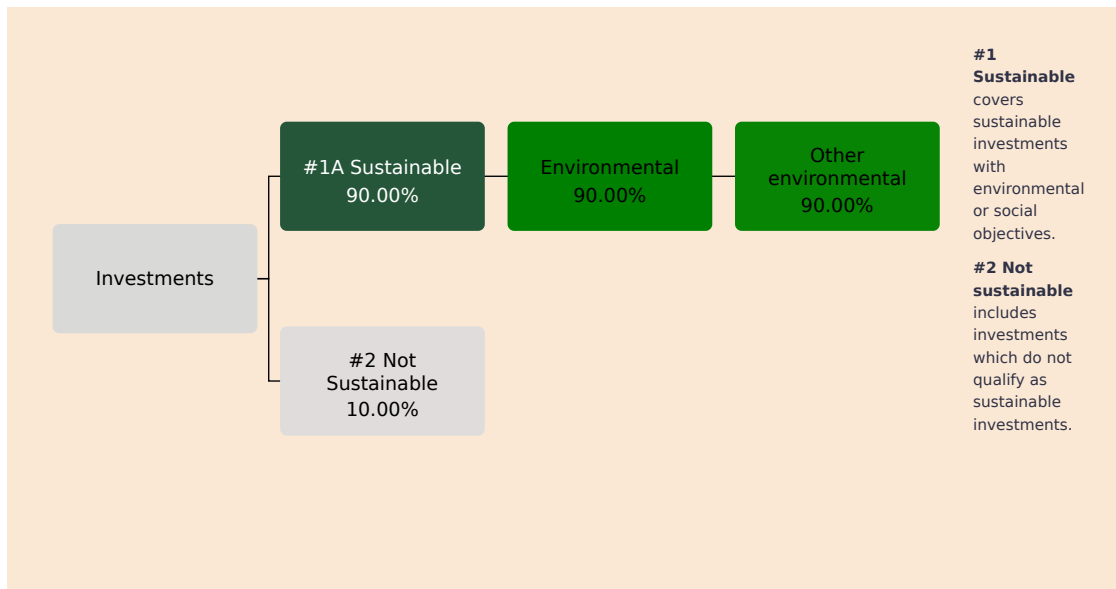 Investments
#1A Sustainable
90.00%
Environmental
90.00%
Other
environmental
90.00%
#2 Not
Sustainable
10.00%
#1
Sustainable
covers
sustainable
investments
with
environmental
or social
objectives.
#2 Not
sustainable
includes
investments
which do not
qualify as
sustainable
investments.